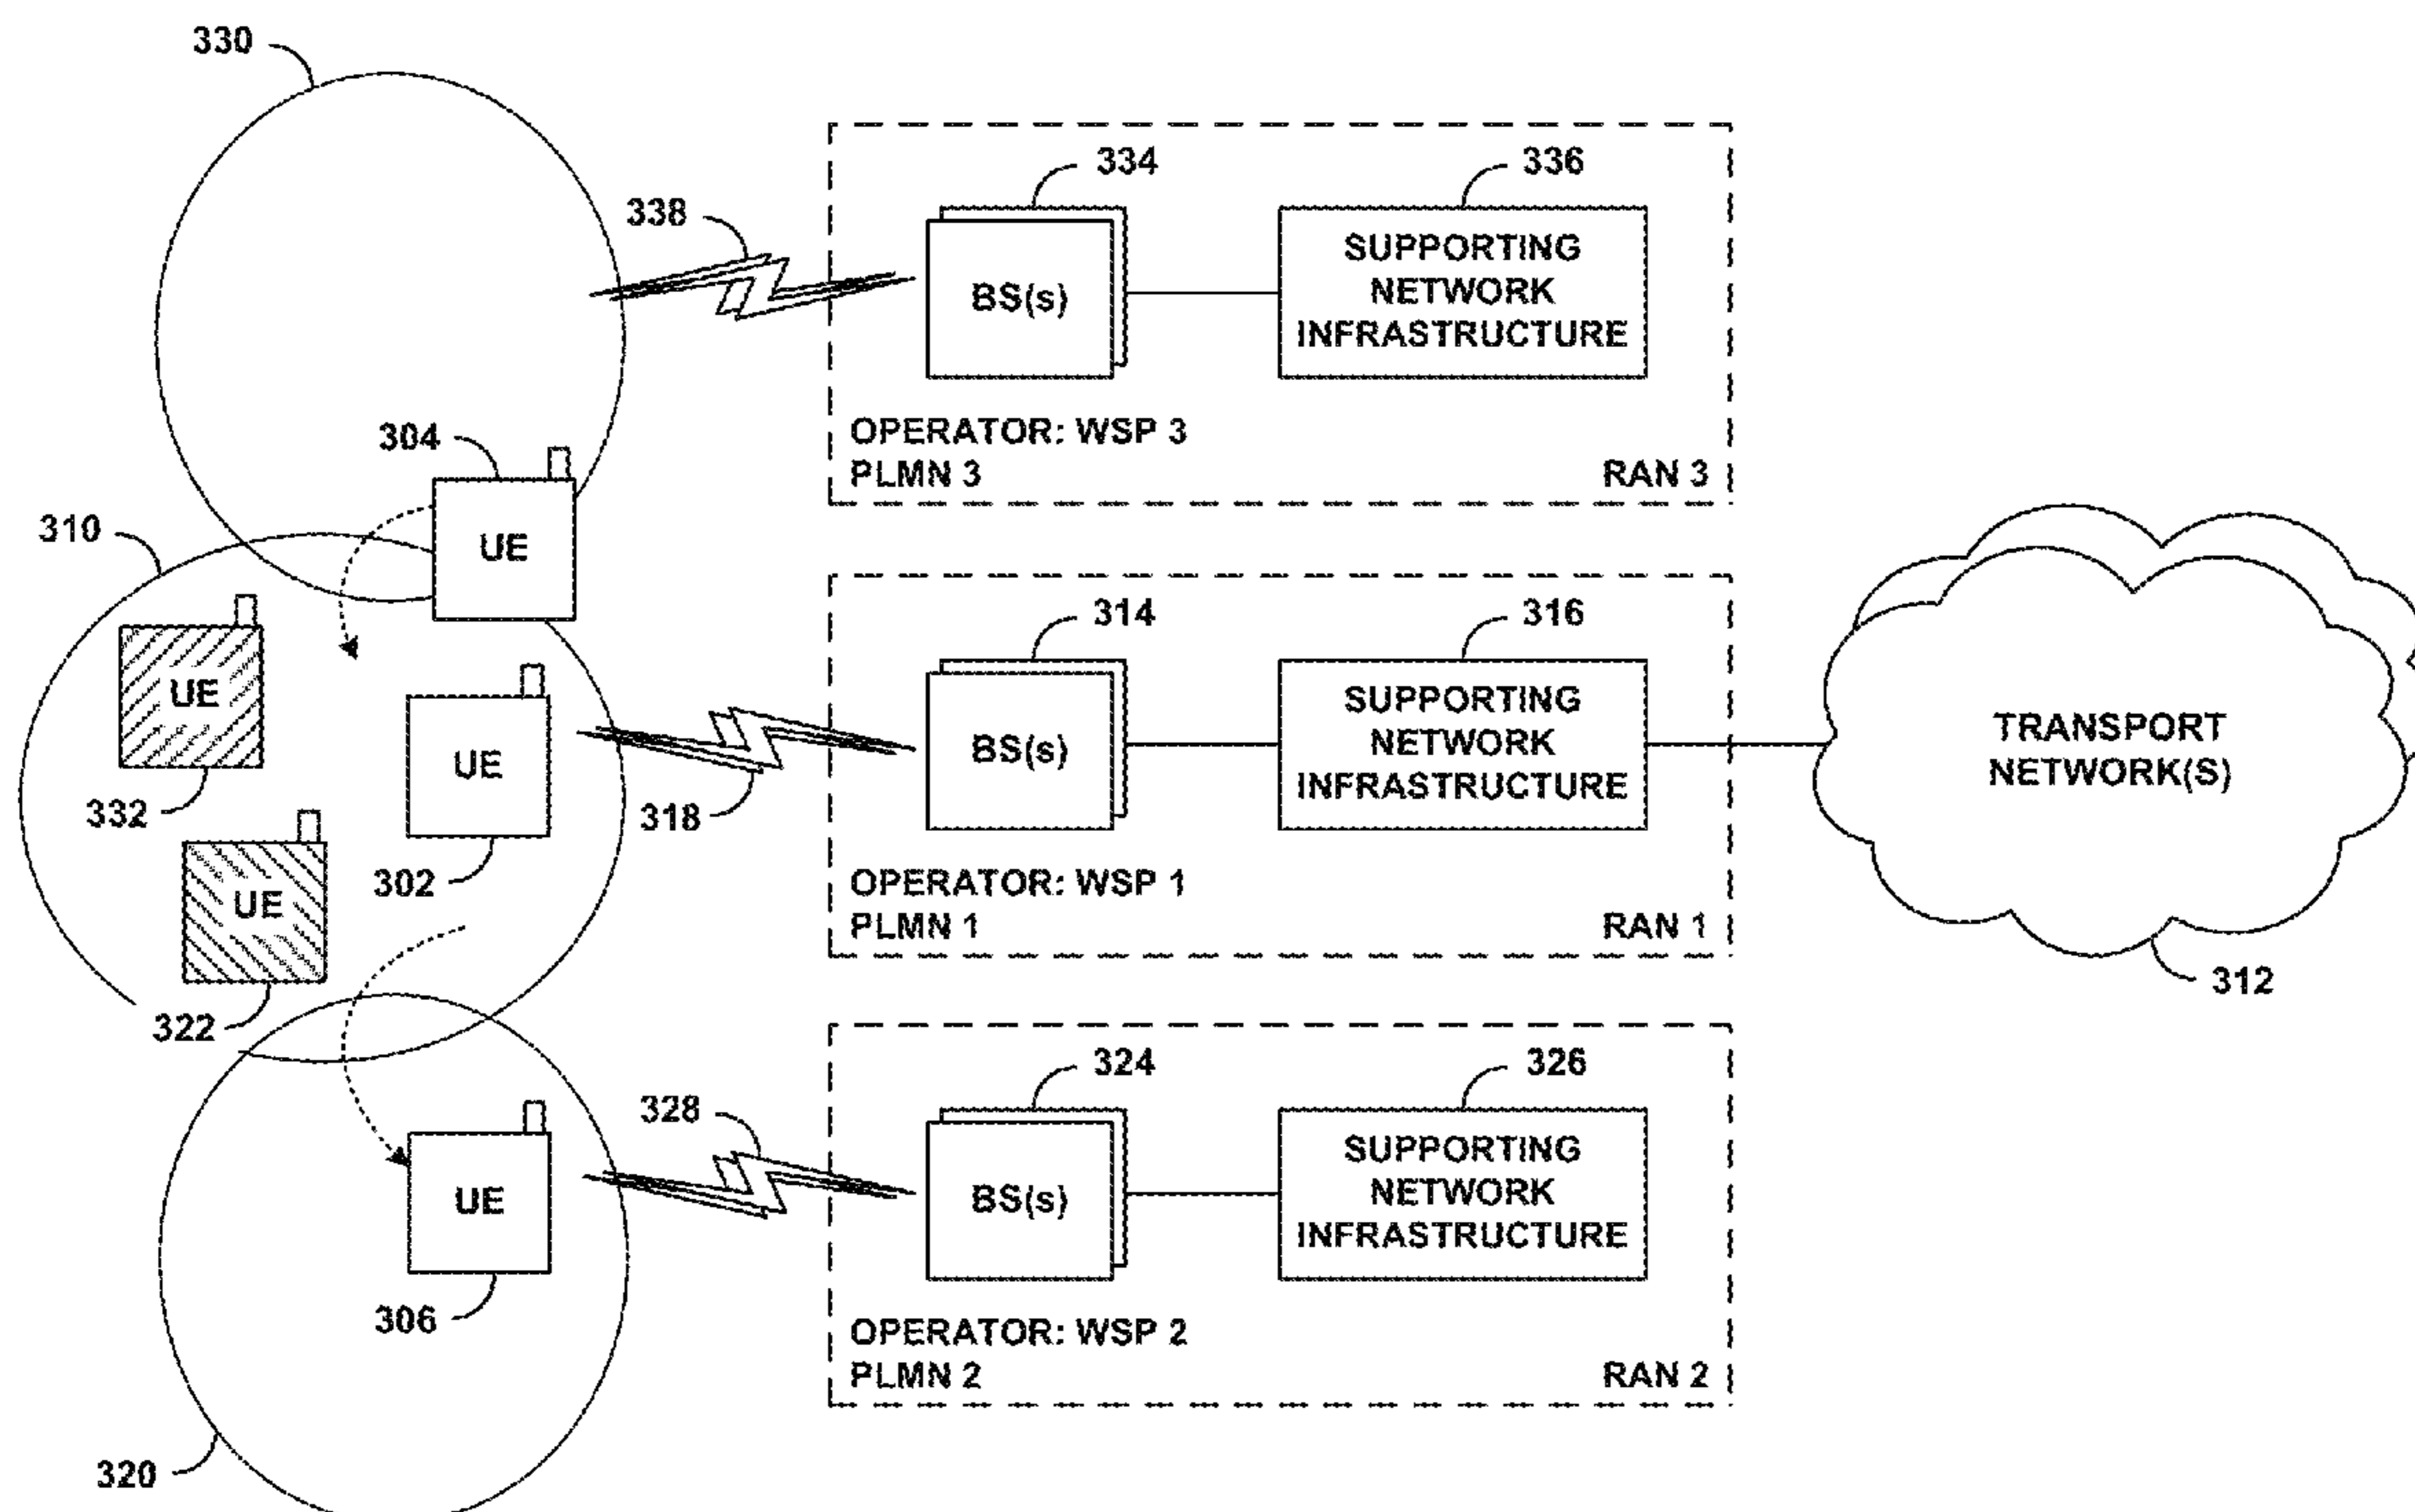 330
334
336
338
BS(s)
SUPPORTING
NETWORK
INFRASTRUCTURE
OPERATOR: WSP 3
PLMN 3
RAN 3
304
UE
310
314
316
UE
332
UE
302
318
BS(s)
SUPPORTING
NETWORK
INFRASTRUCTURE
TRANSPORT
NETWORK(S)
312
OPERATOR: WSP 1
PLMN 1
RAN 1
UE
322
324
326
328
BS(s)
SUPPORTING
NETWORK
INFRASTRUCTURE
UE
306
OPERATOR: WSP 2
PLMN 2
RAN 2
320